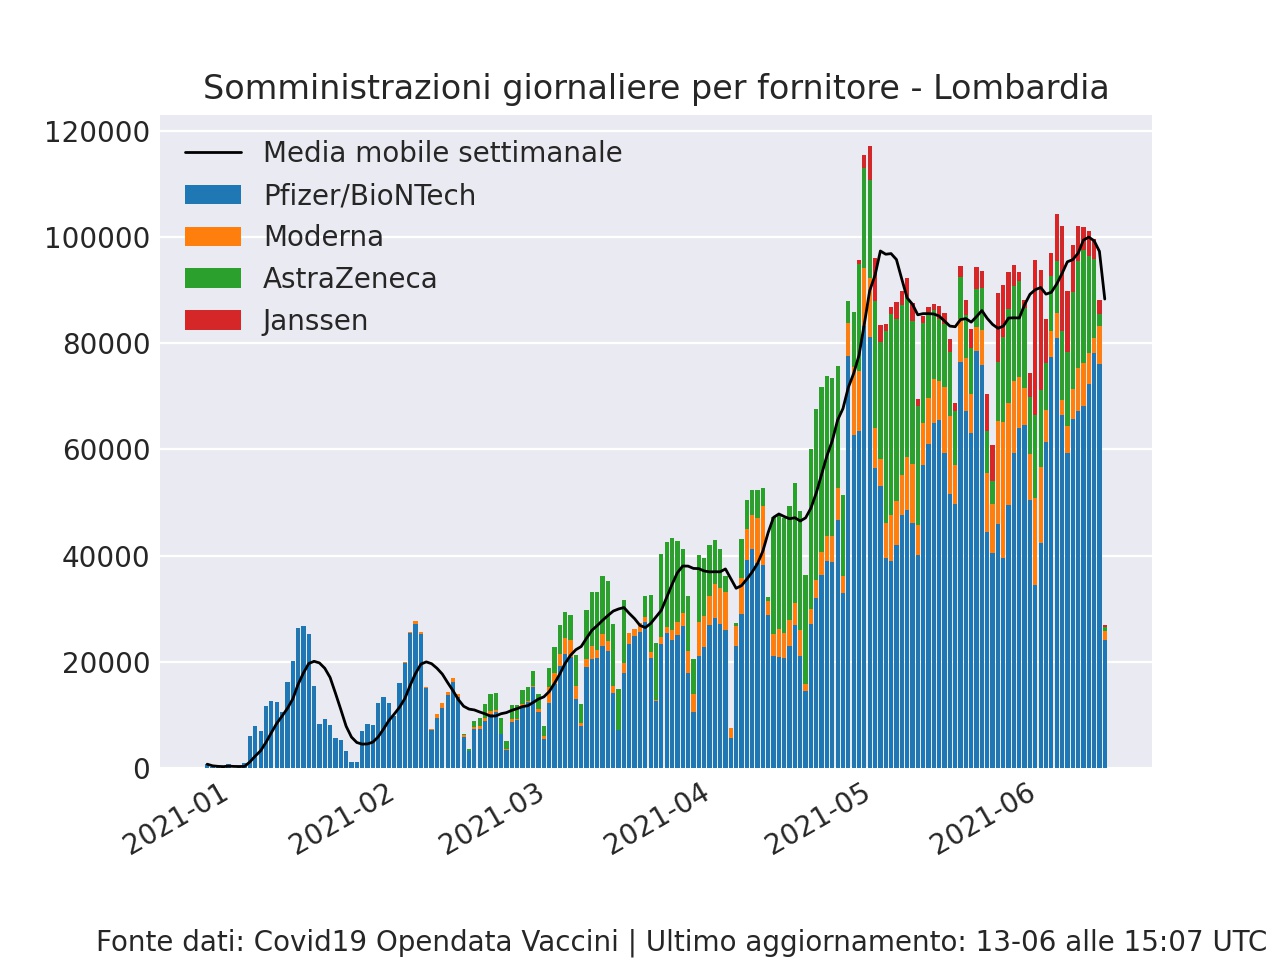 Somministrazioni giornaliere per fornitore - Lombardia
Media mobile settimanale
Pfizer/BioNTech
Moderna
AstraZeneca
Janssen
120000
100000
80000
60000
40000
20000
0
2021-01
2021-02
2021-03
2021-04
2021-05
2021-06
Fonte dati: Covid19 Opendata Vaccini | Ultimo aggiornamento: 13-06 alle 15:07 UTC